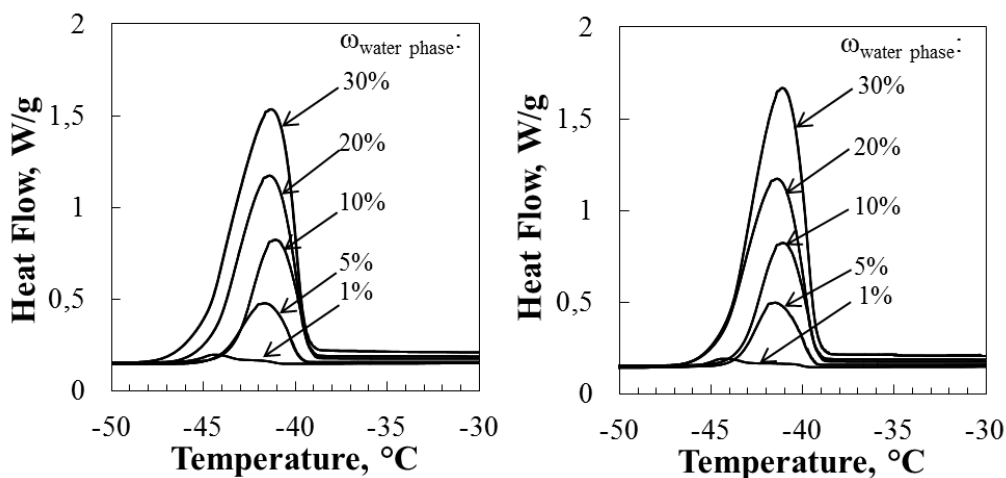 2
ω water phase:
30%
1,5
20%
1
10%
5%
0,5
1%
0
-50 -45 -40 -35 -30
Temperature, °C
Heat Flow, W/g
2
ω water phase:
30%
1,5
20%
1
10%
5%
0,5
1%
0
-50 -45 -40 -35 -30
Temperature, °C
Heat Flow, W/g